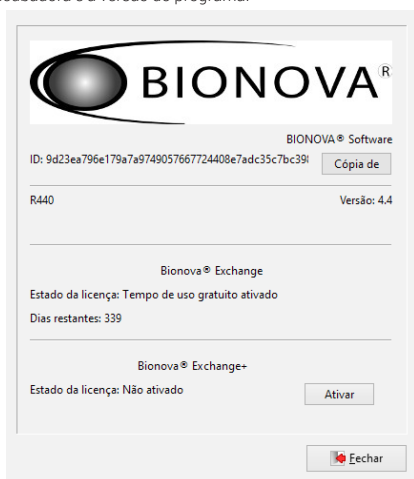 BIONOVA®
BIONOVA® Software
ID: 9d23ea796e179a7a9749057667724408e7adc35c7bc39
Cópia de
R440
Versão: 4.4
Bionova® Exchange
Estado da licença: Tempo de uso gratuito ativado
Dias restantes: 339
Bionova® Exchange+
Estado da licença: Não ativado
Ativar
Fechar